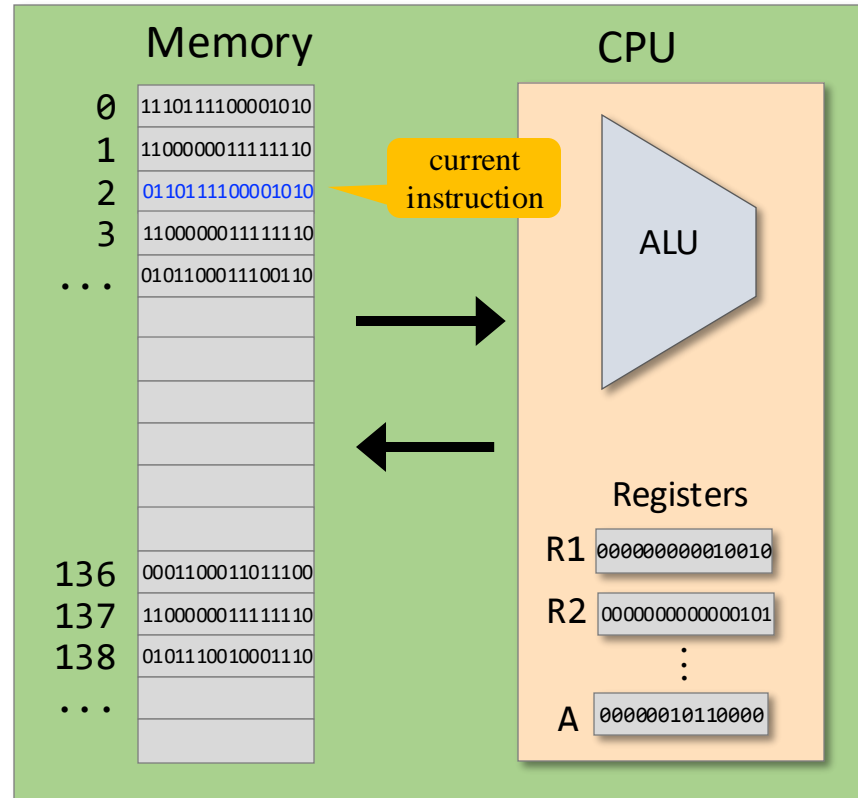 Memory
0 1110111100001010
1 1100000011111110
2 0110111100001010
3 1100000011111110
... 0101100011100110
136 0001100011011100
137 1100000011111110
138 0101110010001110
...
current
instruction
CPU
ALU
Registers
R1 000000000010010
R2 0000000000000101
⋮
A 00000010110000